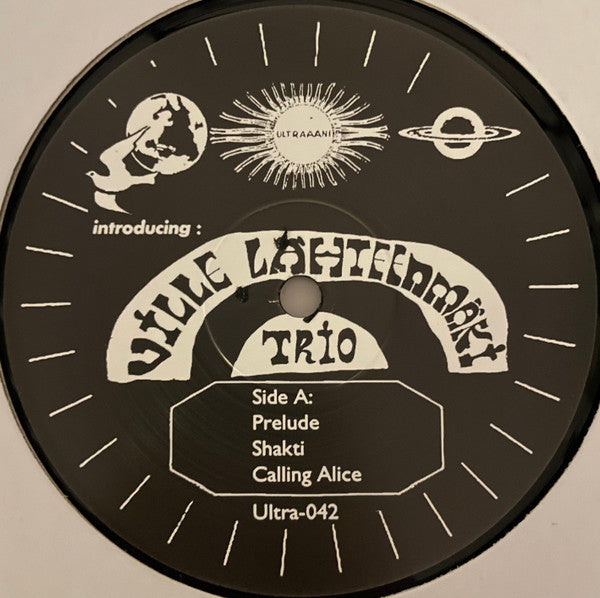 ULTRAAANI
introducing :
VILLE LÄHTEENMÄKI
TRIO
Side A:
Prelude
Shakti
Calling Alice
Ultra-042